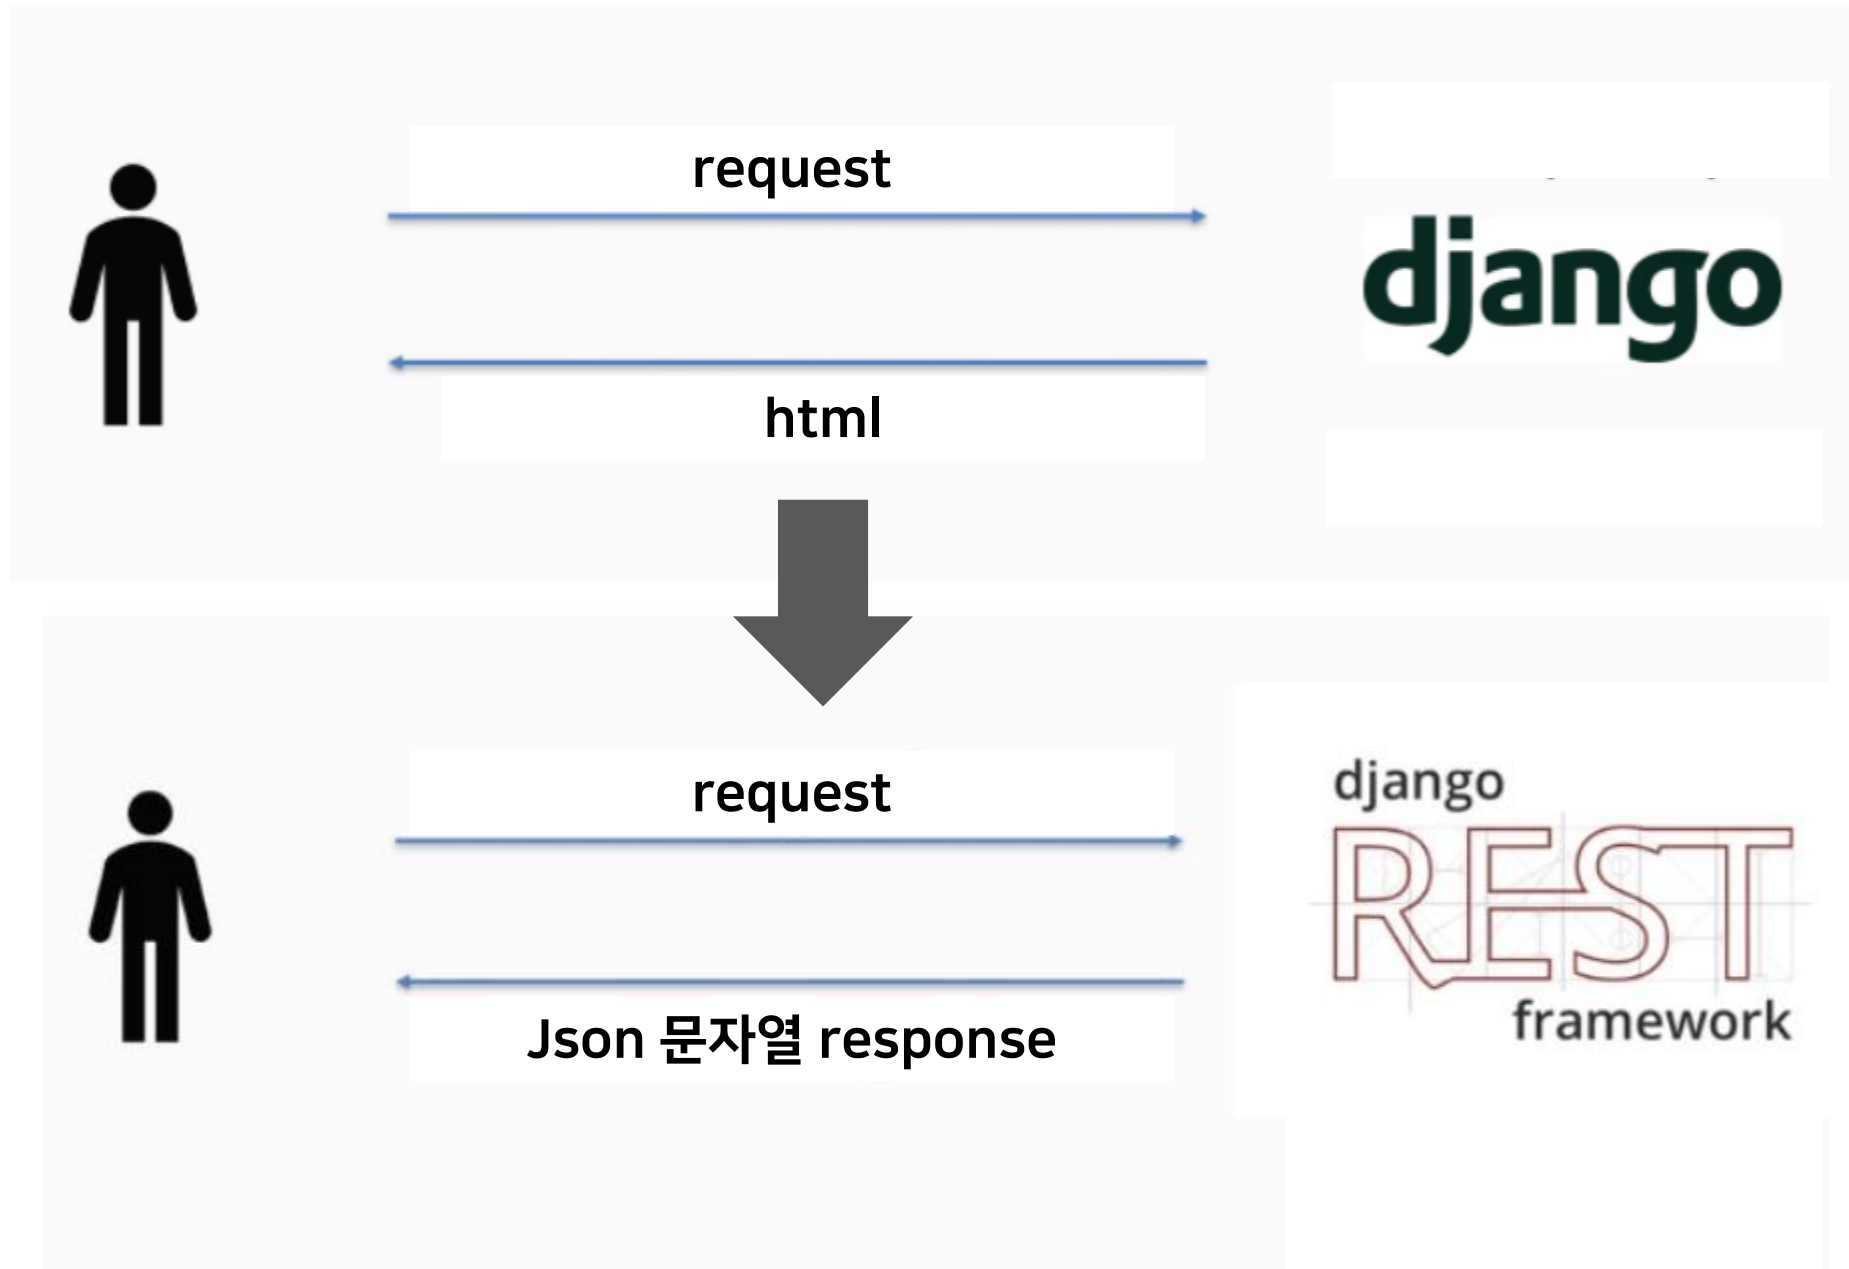 request
django
html
request
django
REST
framework
Json 문자열 response